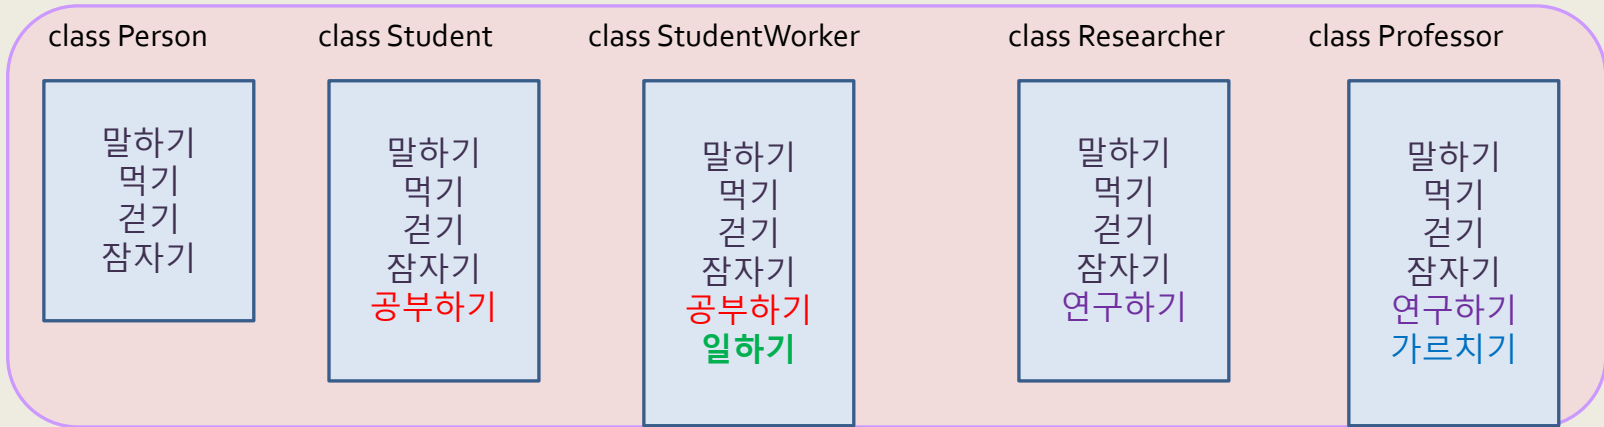 class Person
말하기
먹기
걷기
잠자기
class Student
말하기
먹기
걷기
잠자기
공부하기
class StudentWorker
말하기
먹기
걷기
잠자기
공부하기
일하기
class Researcher
말하기
먹기
걷기
잠자기
연구하기
class Professor
말하기
먹기
걷기
잠자기
연구하기
가르치기